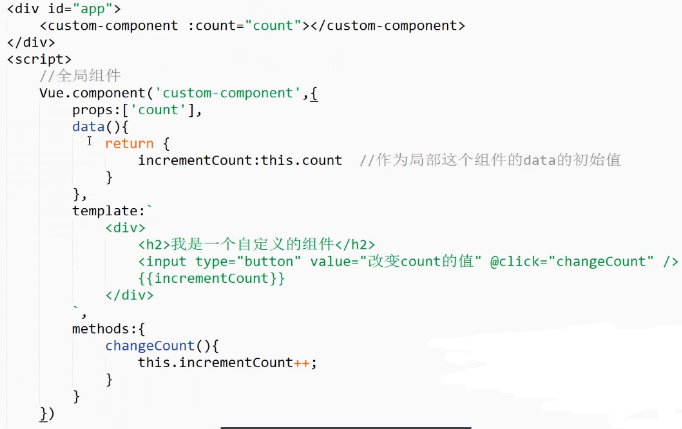 <div id="app">
    <custom-component :count="count"></custom-component>
</div>
<script>
    //全局组件
    Vue.component('custom-component',{
        props:['count'],
        data(){
            return {
                incrementCount:this.count  //作为局部这个组件的data的初始值
            }
        },
        template:`
            <div>
                <h2>我是一个自定义的组件</h2>
                <input type="button" value="改变count的值" @click="changeCount" />
                {{incrementCount}}
            </div>
        `,
        methods:{
            changeCount(){
                this.incrementCount++;
            }
        }
    })